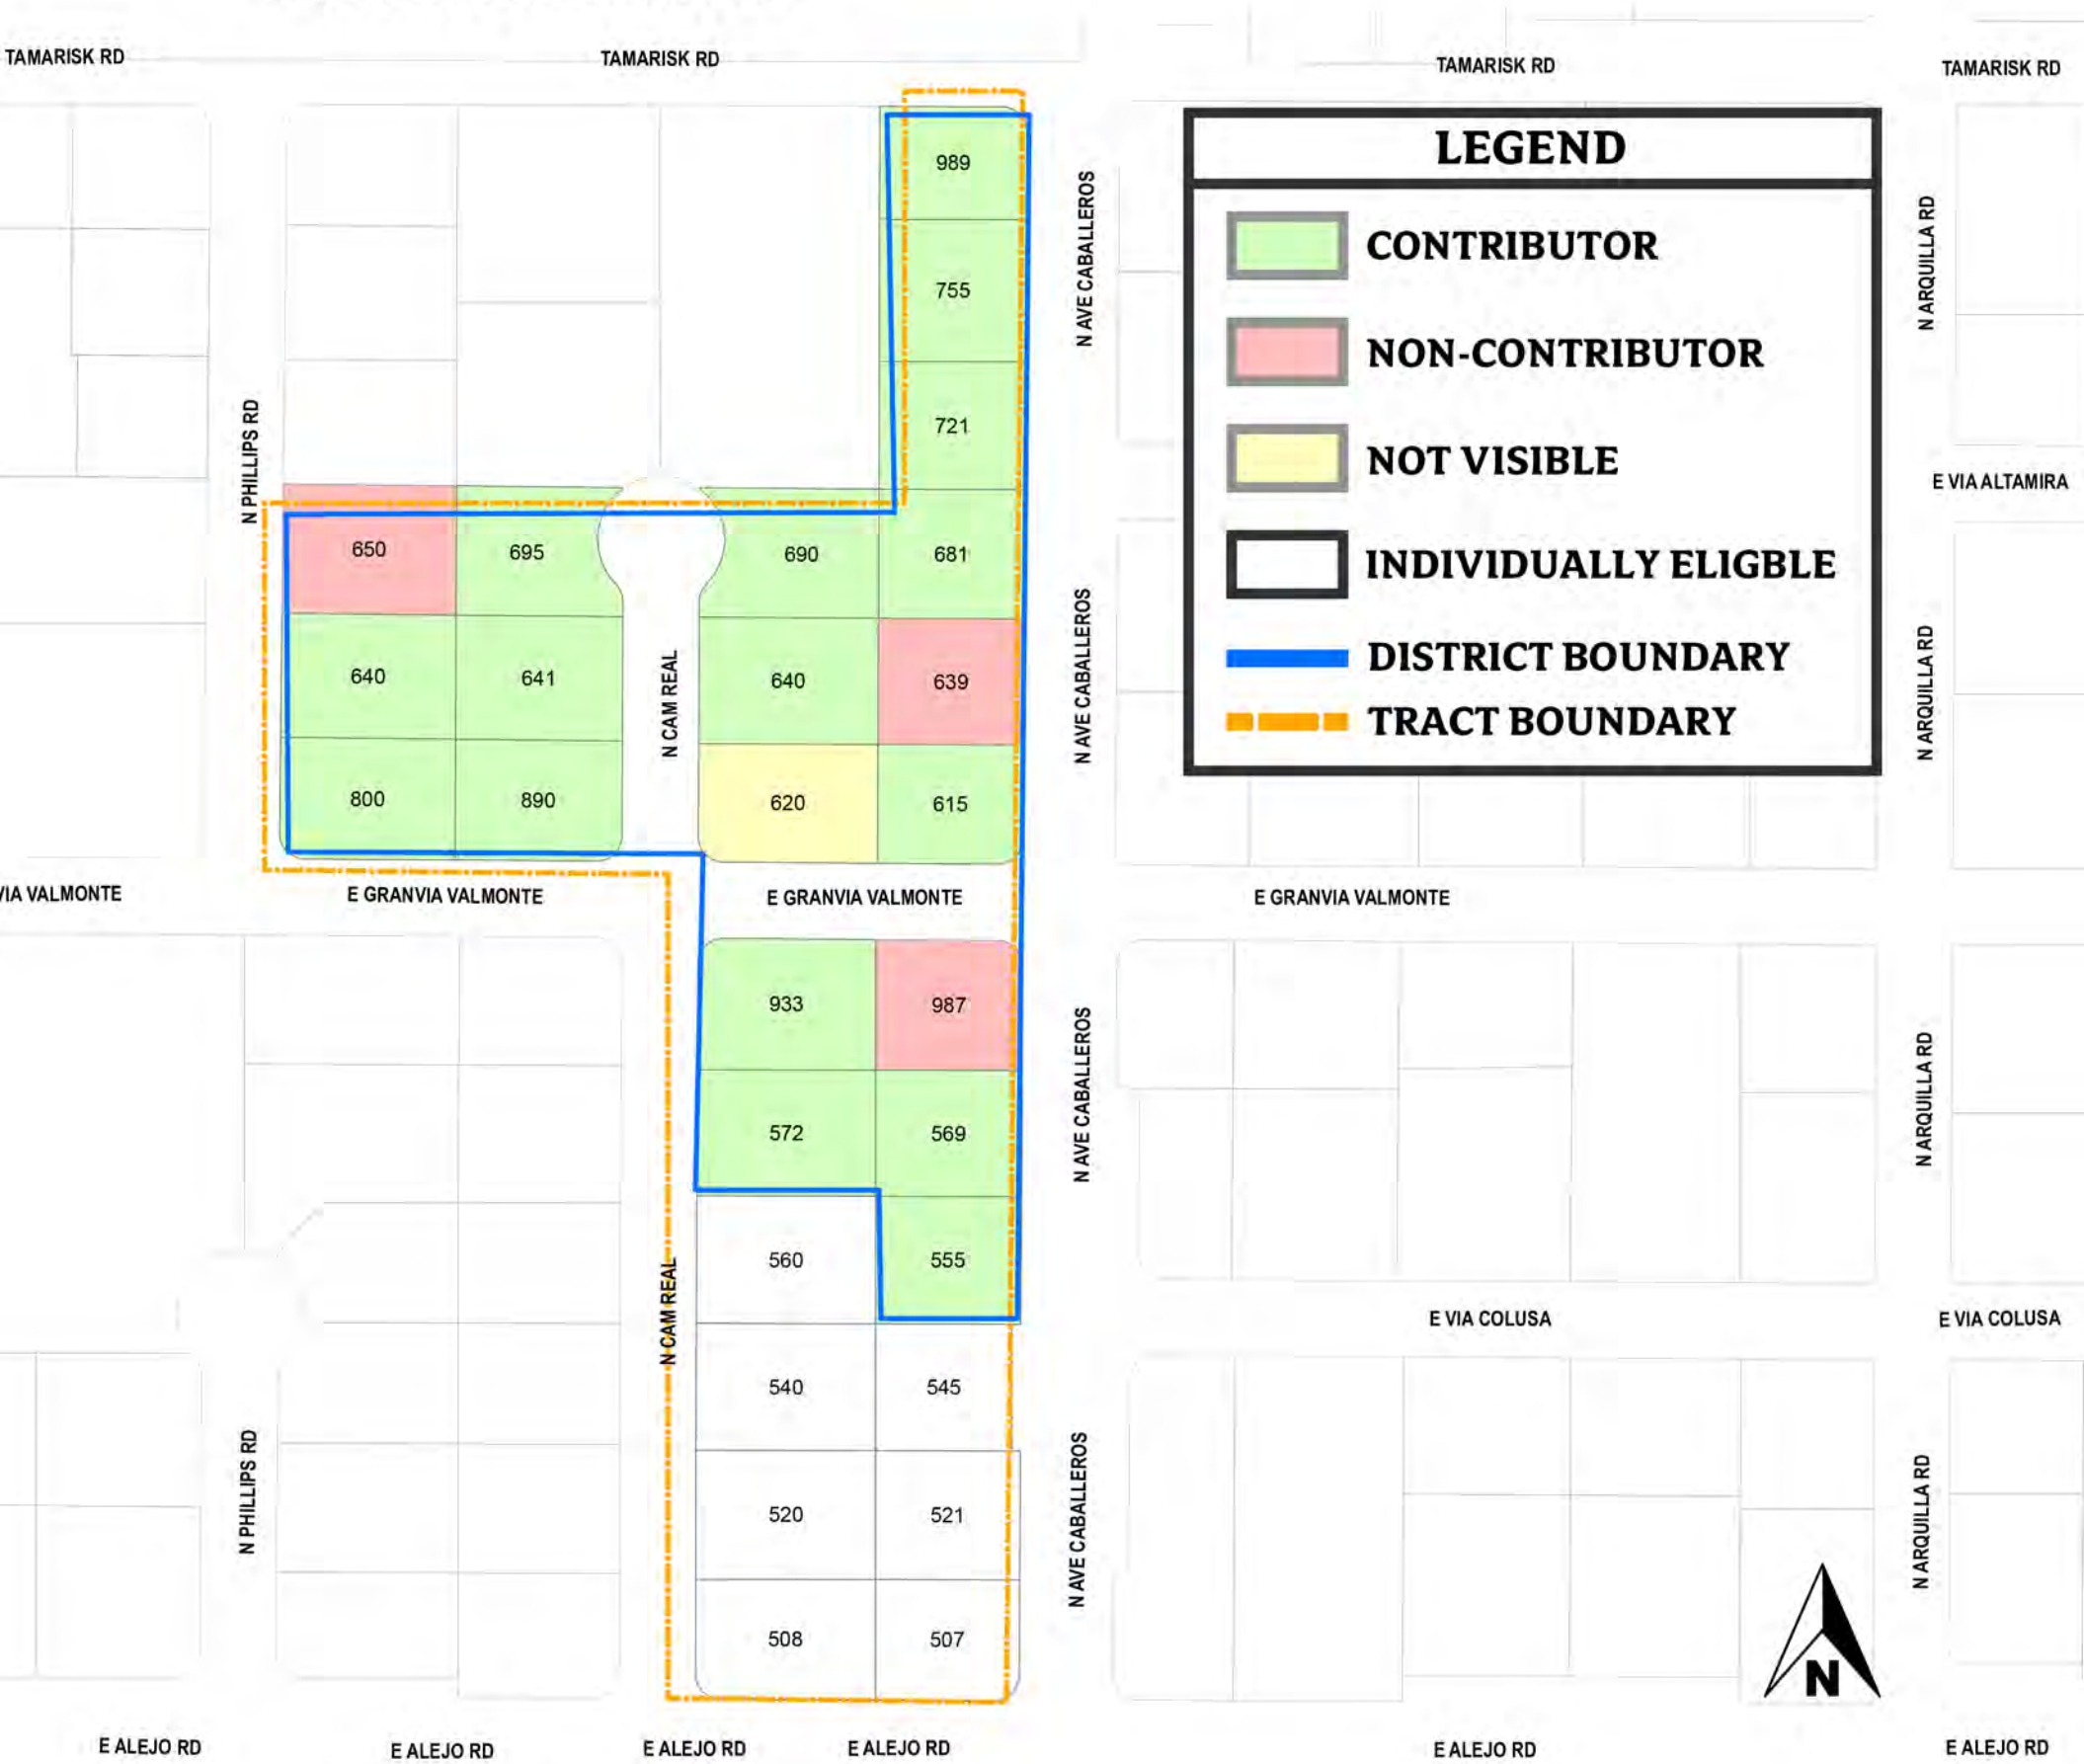 TAMARISK RD
TAMARISK RD
TAMARISK RD
TAMARISK RD
LEGEND
CONTRIBUTOR
NON-CONTRIBUTOR
NOT VISIBLE
INDIVIDUALLY ELIGBLE
DISTRICT BOUNDARY
TRACT BOUNDARY
989
755
721
N AVE CABALLEROS
N ARQUILLA RD
N PHILLIPS RD
E VIA ALTAMIRA
650
695
690
681
640
641
640
639
N CAM REAL
N AVE CABALLEROS
N ARQUILLA RD
800
890
620
615
VIA VALMONTE
E GRANVIA VALMONTE
E GRANVIA VALMONTE
E GRANVIA VALMONTE
933
987
572
569
N AVE CABALLEROS
N ARQUILLA RD
560
555
N CAM REAL
E VIA COLUSA
E VIA COLUSA
540
545
520
521
N PHILLIPS RD
N AVE CABALLEROS
N ARQUILLA RD
508
507
N
E ALEJO RD
E ALEJO RD
E ALEJO RD
E ALEJO RD
E ALEJO RD
E ALEJO RD